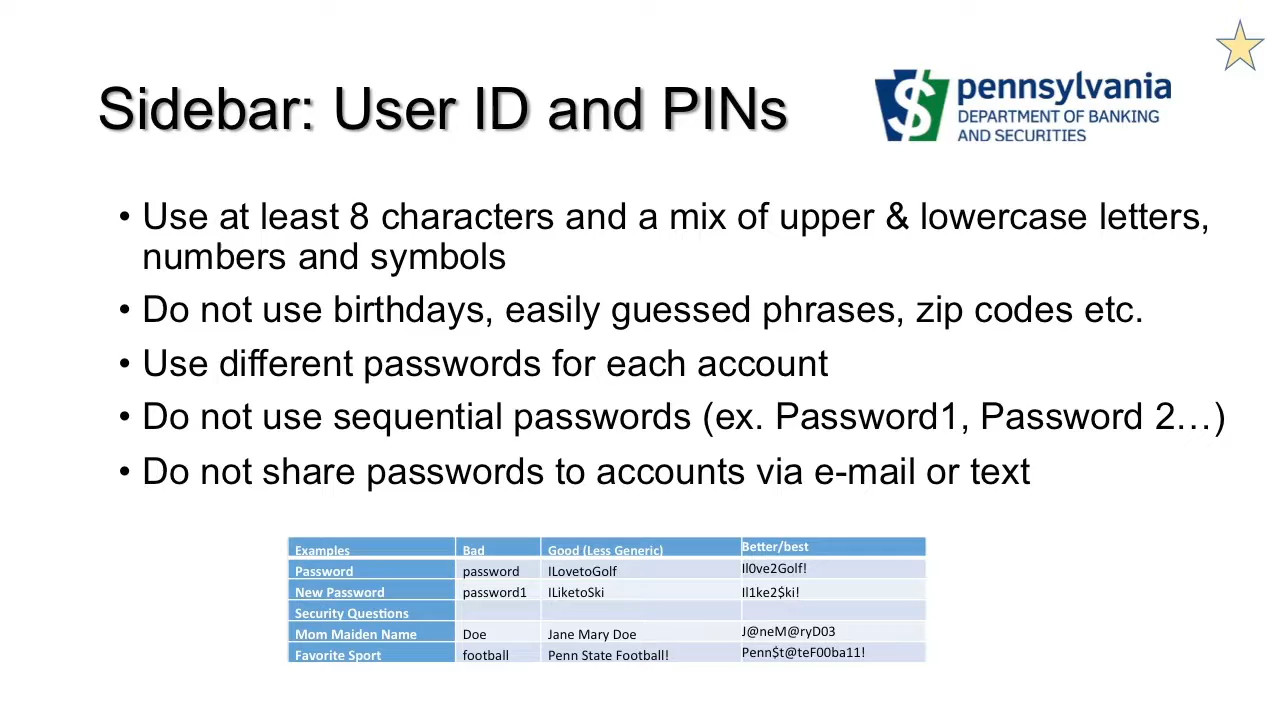 Sidebar: User ID and PINs
pennsylvania
DEPARTMENT OF BANKING
AND SECURITIES
• Use at least 8 characters and a mix of upper & lowercase letters,
numbers and symbols
• Do not use birthdays, easily guessed phrases, zip codes etc.
• Use different passwords for each account
• Do not use sequential passwords (ex. Password1, Password 2…)
• Do not share passwords to accounts via e-mail or text
Examples Bad Good (Less Generic) Better/best
Password password ILovetoGolf Il0ve2Golf!
New Password password1 ILiketoSki Il1ke2$ki!
Security Questions
Mom Maiden Name Doe Jane Mary Doe J@neM@ryD03
Favorite Sport football Penn State Football! Penn$t@teF00ba11!